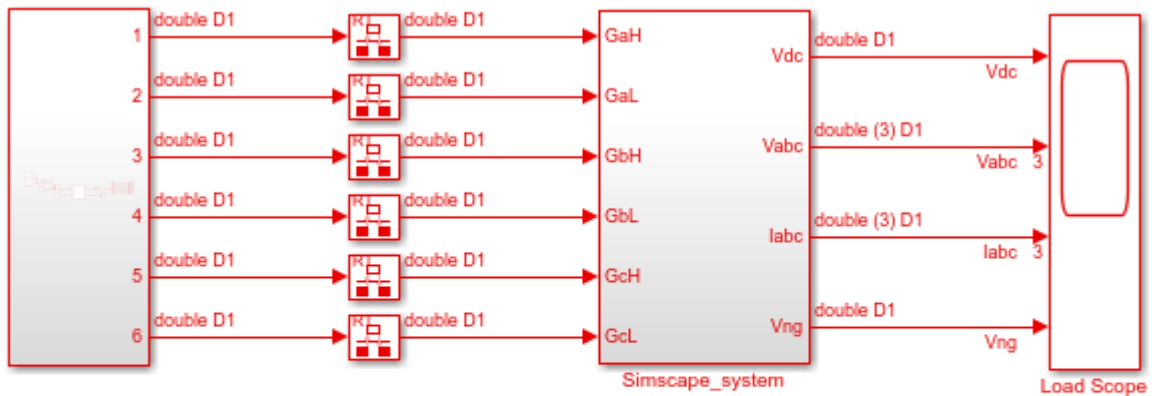 1 double D1 double D1 GaH
2 double D1 double D1 GaL
3 double D1 double D1 GbH
4 double D1 double D1 GbL
5 double D1 double D1 GcH
6 double D1 double D1 GcL
Vdc double D1 Vdc
Vabc double (3) D1 Vabc 3
Iabc double (3) D1 Iabc 3
Vng double D1 Vng
Simscape_system
Load Scope